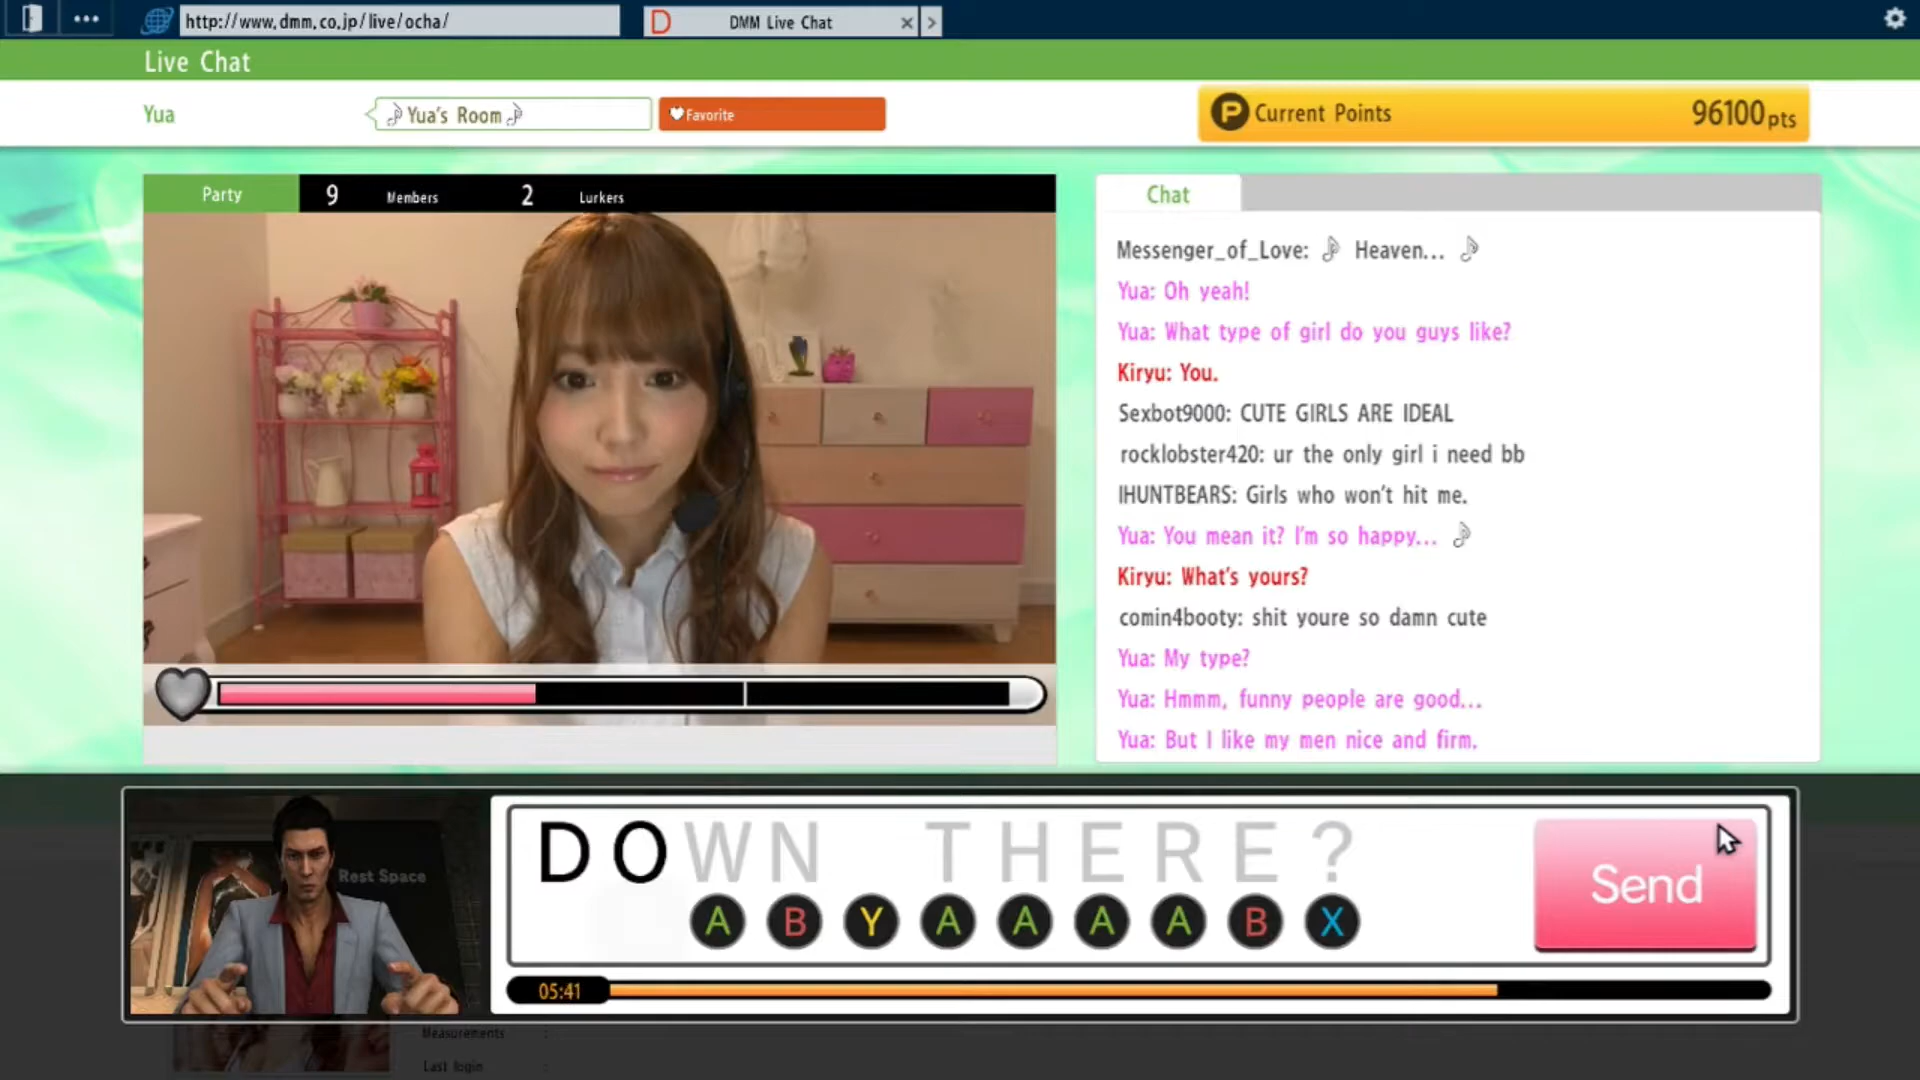 http://www.dmm.co.jp/live/ocha/
DMM Live Chat
Live Chat
Yua
Yua's Room
Favorite
P Current Points 96100pts
Party 9 Members 2 Lurkers
Chat
Messenger_of_Love: ♪ Heaven... ♪
Yua: Oh yeah!
Yua: What type of girl do you guys like?
Kiryu: You.
Sexbot9000: CUTE GIRLS ARE IDEAL
rocklobster420: ur the only girl i need bb
IHUNTBEARS: Girls who won't hit me.
Yua: You mean it? I'm so happy... ♪
Kiryu: What's yours?
comin4booty: shit youre so damn cute
Yua: My type?
Yua: Hmmm, funny people are good...
Yua: But I like my men nice and firm.
Rest Space
DOWN THERE?
A B Y A A A A B X
Send
05:41
Measurements :
Last login :